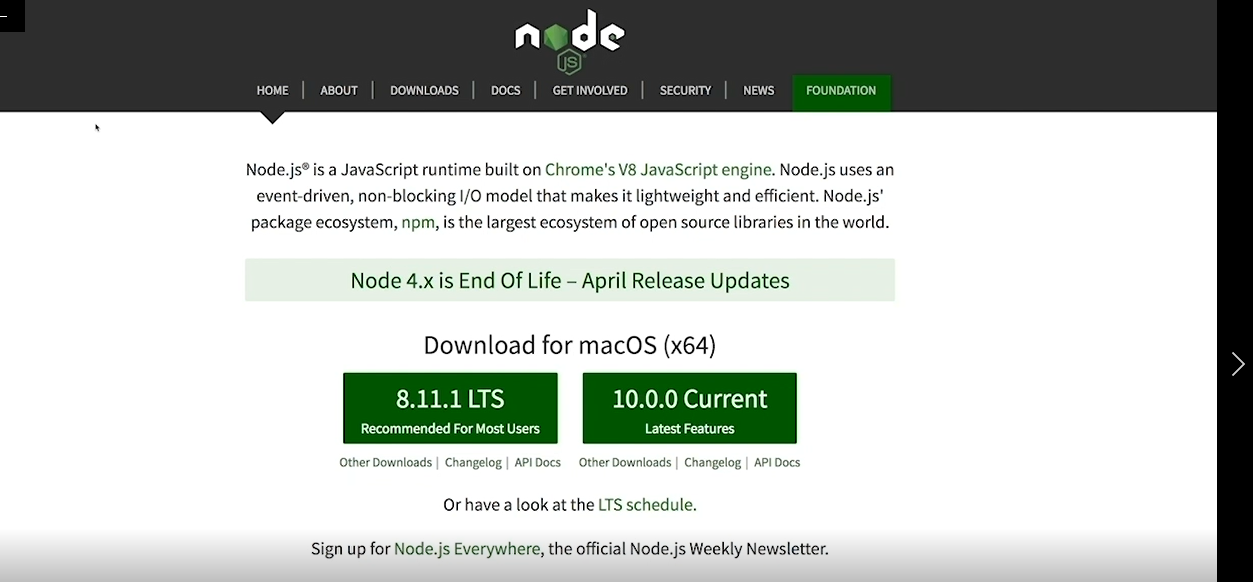 node
JS
HOME | ABOUT | DOWNLOADS | DOCS | GET INVOLVED | SECURITY | NEWS FOUNDATION
Node.js® is a JavaScript runtime built on Chrome's V8 JavaScript engine. Node.js uses an
event-driven, non-blocking I/O model that makes it lightweight and efficient. Node.js'
package ecosystem, npm, is the largest ecosystem of open source libraries in the world.
Node 4.x is End Of Life – April Release Updates
Download for macOS (x64)
8.11.1 LTS
Recommended For Most Users
10.0.0 Current
Latest Features
Other Downloads | Changelog | API Docs
Other Downloads | Changelog | API Docs
Or have a look at the LTS schedule.
Sign up for Node.js Everywhere, the official Node.js Weekly Newsletter.